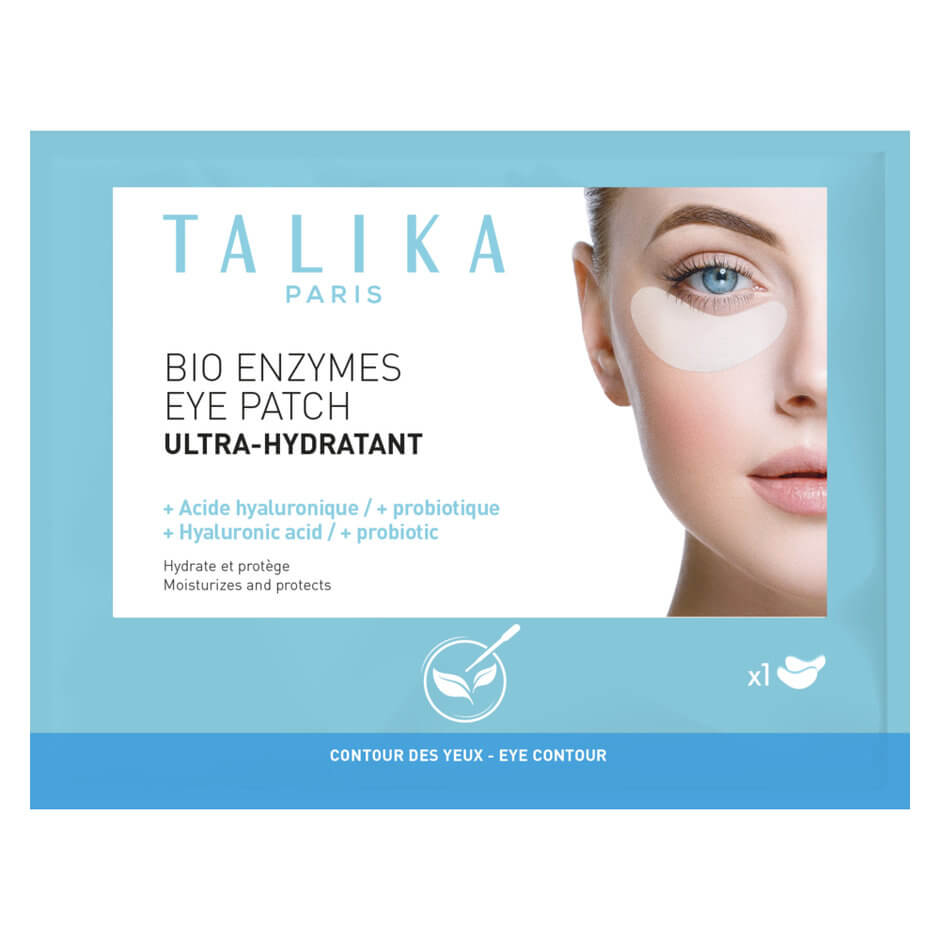 TALIKA
PARIS
BIO ENZYMES
EYE PATCH
ULTRA-HYDRATANT
+ Acide hyaluronique / + probiotique
+ Hyaluronic acid / + probiotic
Hydrate et protège
Moisturizes and protects
x1
CONTOUR DES YEUX - EYE CONTOUR